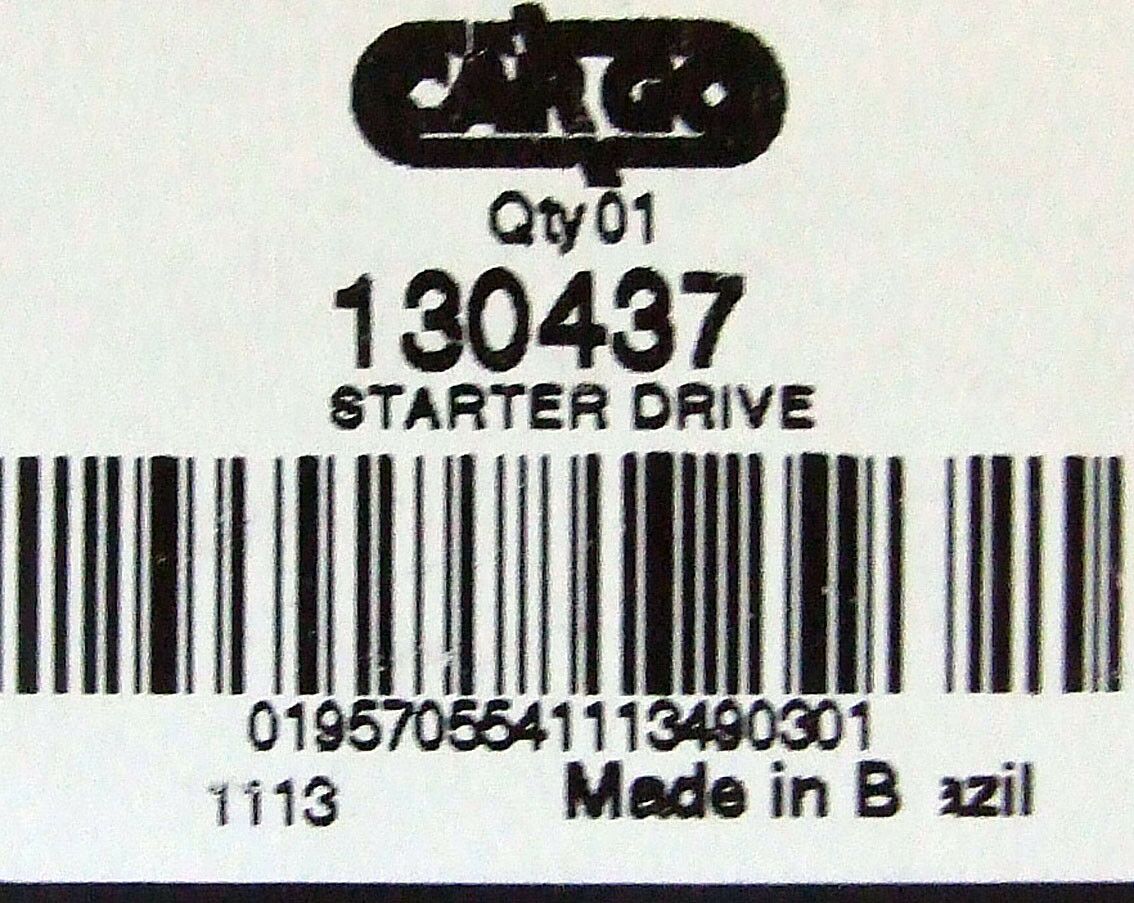 CARGO
Qty 01
130437
STARTER DRIVE
0195705541113490301
1113
Made in B azil